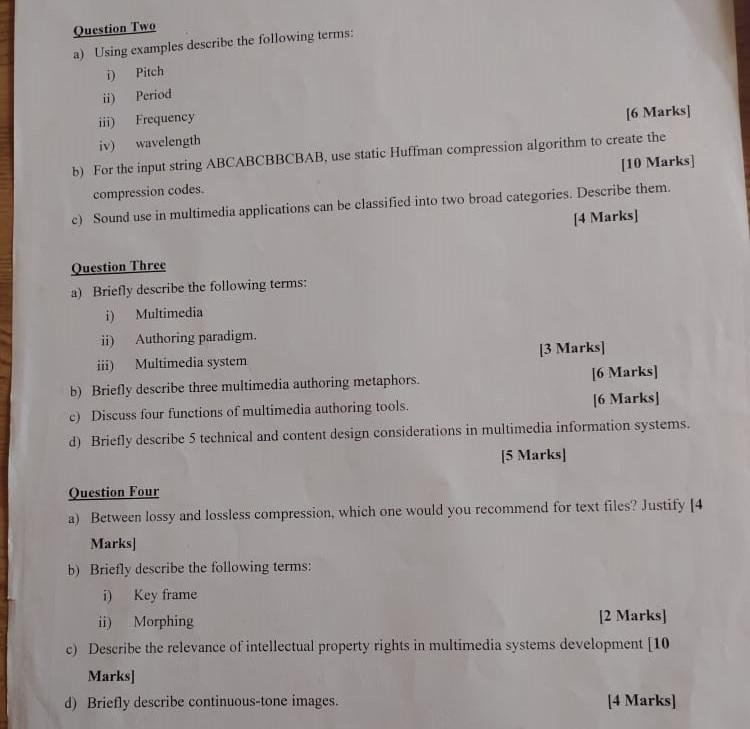 Question Two
a) Using examples describe the following terms:
i) Pitch
ii) Period
iii) Frequency
iv) wavelength [6 Marks]
b) For the input string ABCABCBBCBAB, use static Huffman compression algorithm to create the
compression codes. [10 Marks]
c) Sound use in multimedia applications can be classified into two broad categories. Describe them.
[4 Marks]
Question Three
a) Briefly describe the following terms:
i) Multimedia
ii) Authoring paradigm.
iii) Multimedia system [3 Marks]
b) Briefly describe three multimedia authoring metaphors. [6 Marks]
c) Discuss four functions of multimedia authoring tools. [6 Marks]
d) Briefly describe 5 technical and content design considerations in multimedia information systems.
[5 Marks]
Question Four
a) Between lossy and lossless compression, which one would you recommend for text files? Justify [4
Marks]
b) Briefly describe the following terms:
i) Key frame
ii) Morphing [2 Marks]
c) Describe the relevance of intellectual property rights in multimedia systems development [10
Marks]
d) Briefly describe continuous-tone images. [4 Marks]